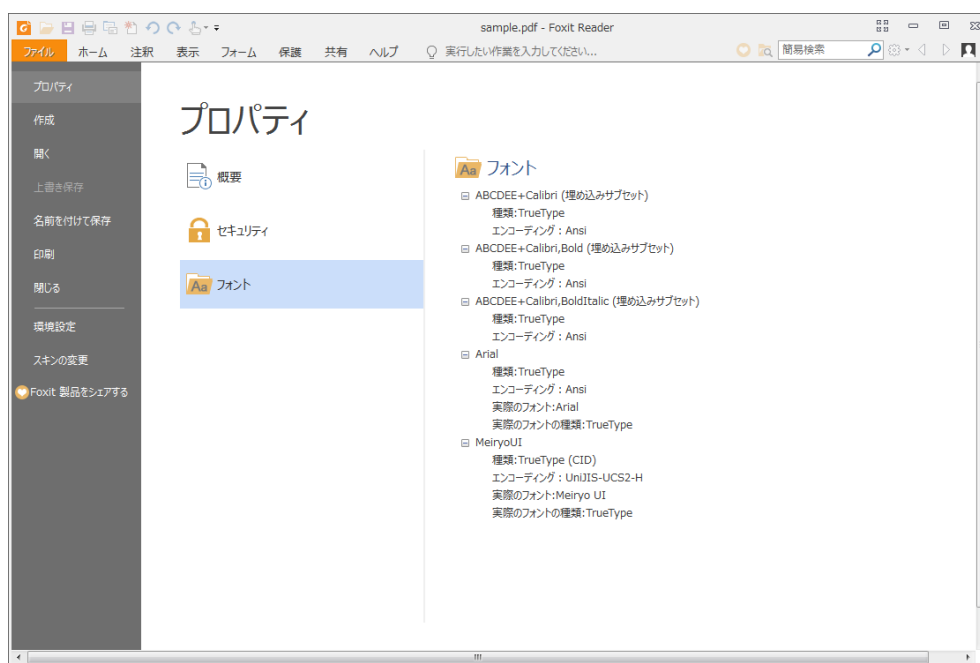 sample.pdf - Foxit Reader
ファイル ホーム 注釈 表示 フォーム 保護 共有 ヘルプ 実行したい作業を入力してください... 簡易検索
プロパティ
作成
開く
上書き保存
名前を付けて保存
印刷
閉じる
環境設定
スキンの変更
Foxit 製品をシェアする
プロパティ
概要
セキュリティ
Aa フォント
Aa フォント
ABCDEE+Calibri (埋め込みサブセット)
種類:TrueType
エンコーディング : Ansi
ABCDEE+Calibri,Bold (埋め込みサブセット)
種類:TrueType
エンコーディング : Ansi
ABCDEE+Calibri,BoldItalic (埋め込みサブセット)
種類:TrueType
エンコーディング : Ansi
Arial
種類:TrueType
エンコーディング : Ansi
実際のフォント:Arial
実際のフォントの種類:TrueType
MeiryoUI
種類:TrueType (CID)
エンコーディング : UniJIS-UCS2-H
実際のフォント:Meiryo UI
実際のフォントの種類:TrueType